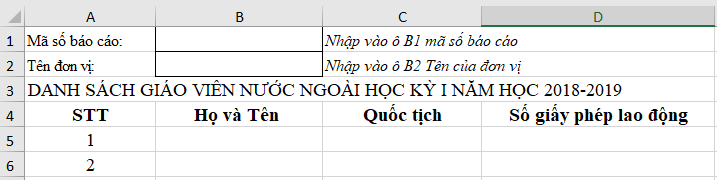 A B C D
1 Mã số báo cáo: Nhập vào ô B1 mã số báo cáo
2 Tên đơn vị: Nhập vào ô B2 Tên của đơn vị
3 DANH SÁCH GIÁO VIÊN NƯỚC NGOÀI HỌC KỲ I NĂM HỌC 2018-2019
4 STT Họ và Tên Quốc tịch Số giấy phép lao động
5 1
6 2